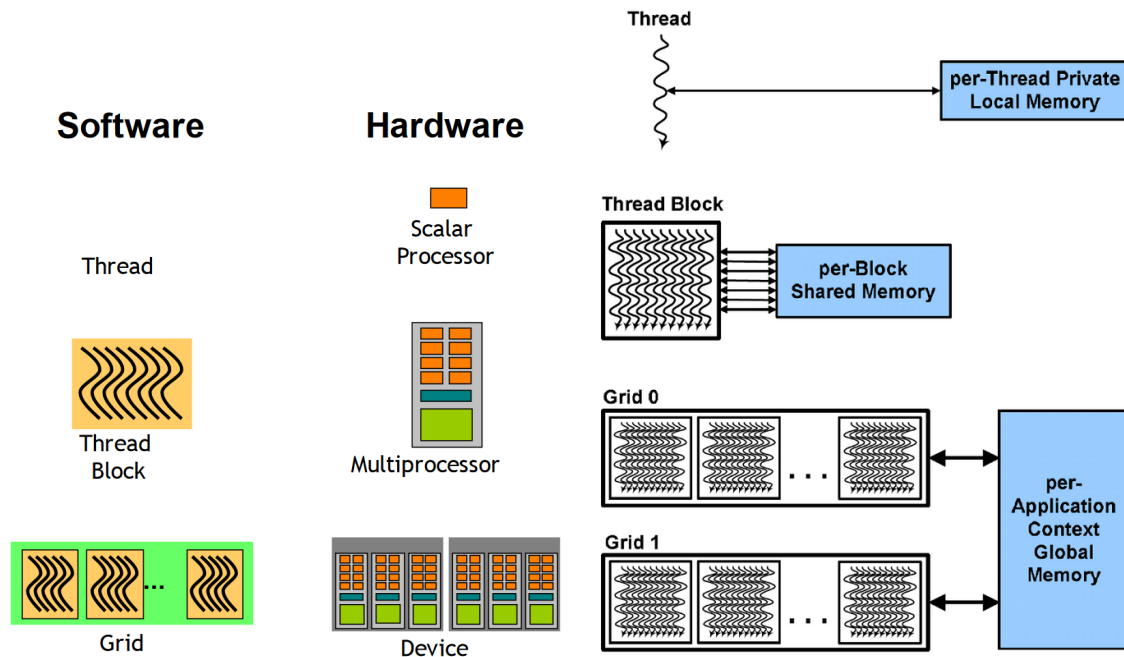 Software
Thread
Thread
Block
...
Grid
Hardware
Scalar
Processor
Multiprocessor
Device
Thread
per-Thread Private
Local Memory
Thread Block
per-Block
Shared Memory
Grid 0
. . .
Grid 1
. . .
per-
Application
Context
Global
Memory